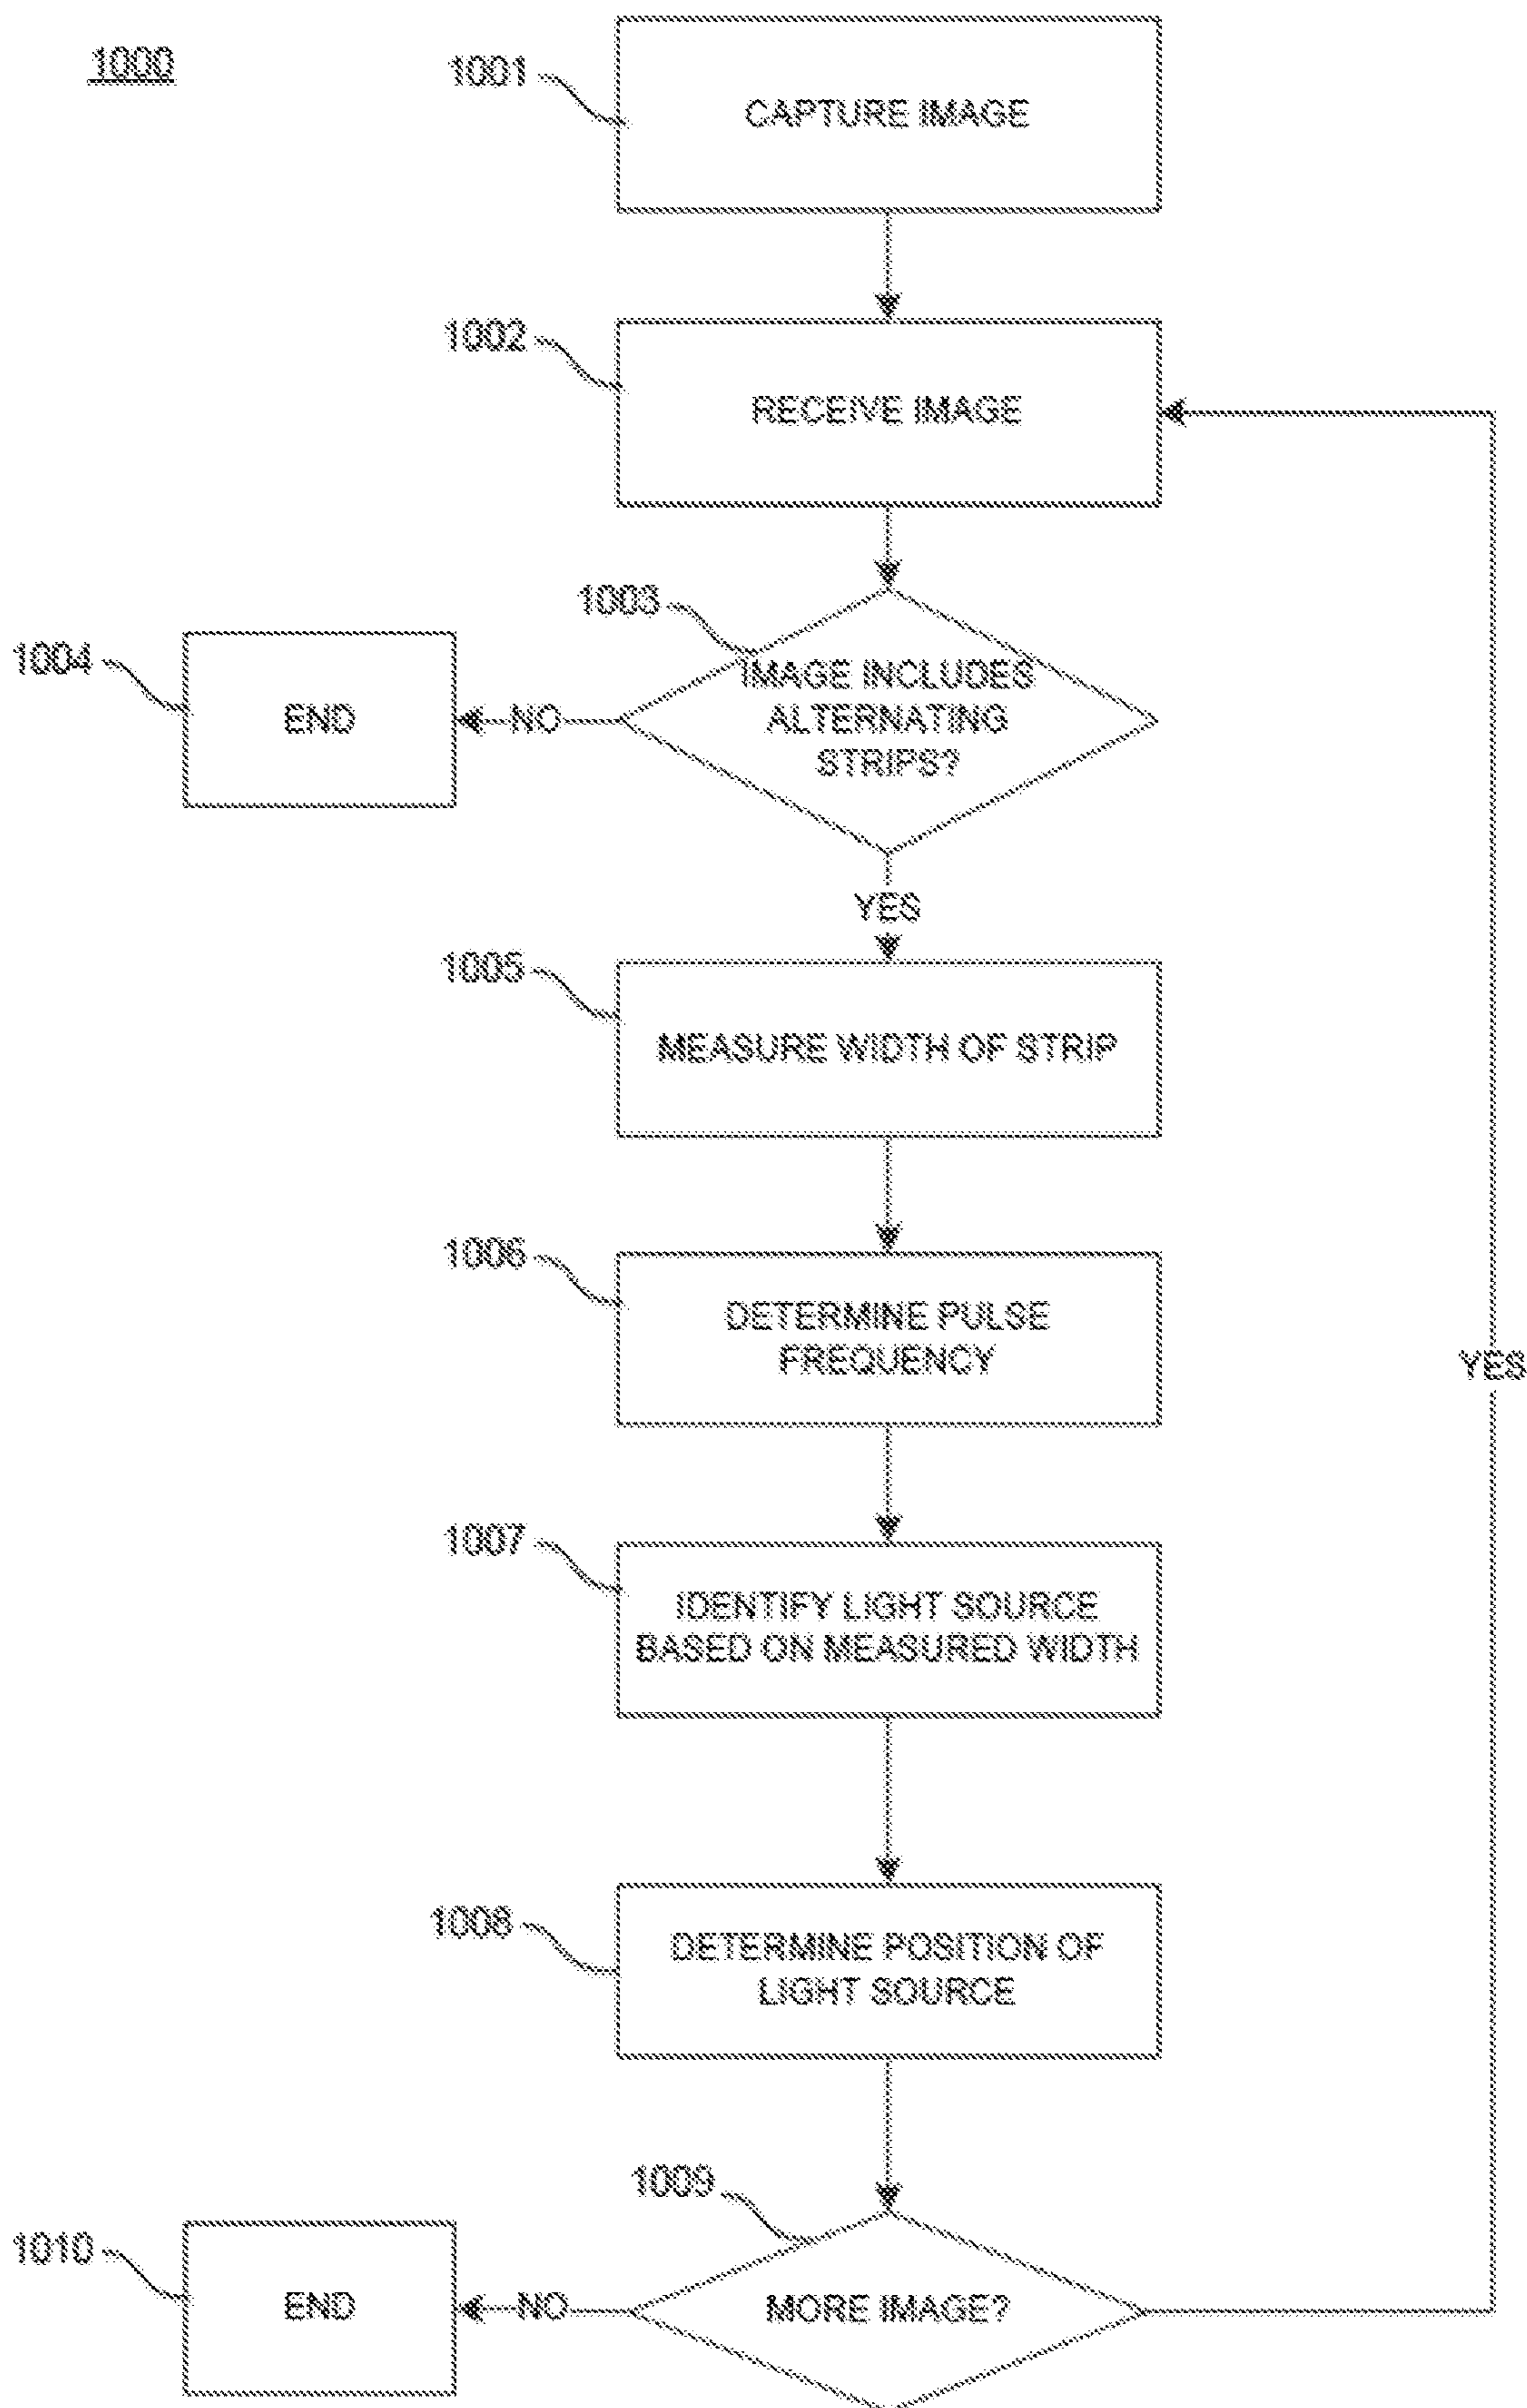 1000
1001
CAPTURE IMAGE
1002
RECEIVE IMAGE
1003
IMAGE INCLUDES
ALTERNATING
STRIPS?
1004
END
NO
YES
1005
MEASURE WIDTH OF STRIP
1006
DETERMINE PULSE
FREQUENCY
YES
1007
IDENTIFY LIGHT SOURCE
BASED ON MEASURED WIDTH
1008
DETERMINE POSITION OF
LIGHT SOURCE
1009
MORE IMAGE?
1010
END
NO